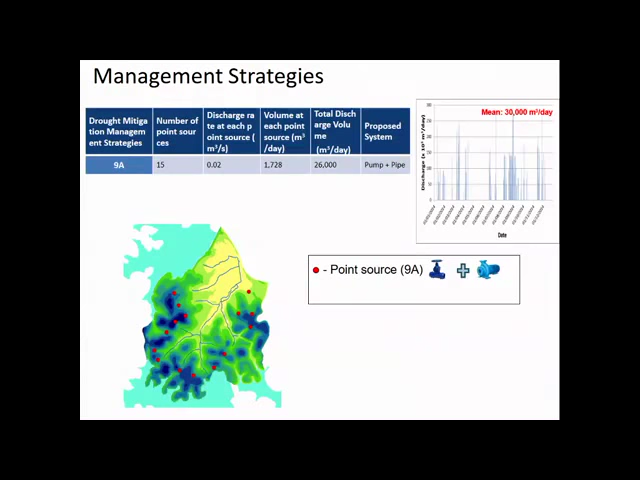 Management Strategies
Drought Mitiga
tion Managem
ent Strategies
Number of
point sour
ces
Discharge ra
te at each p
oint source (
m³/s)
Volume at
each point
source (m³
/day)
Total Disch
arge Volu
me
(m³/day)
Proposed
System
9A
15
0.02
1,728
26,000
Pump + Pipe
Mean: 30,000 m³/day
Date
- Point source (9A)